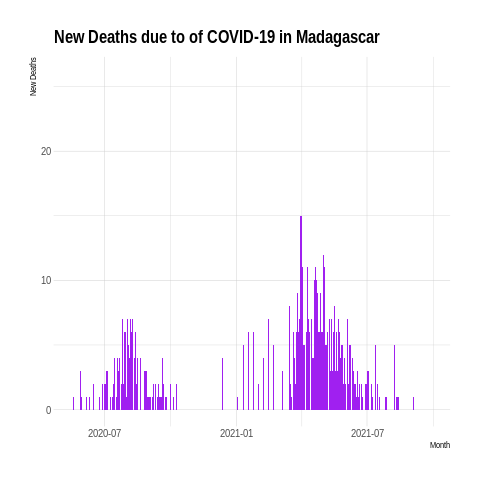 New Deaths due to of COVID-19 in Madagascar
New Deaths
20
10
0
2020-07 2021-01 2021-07
Month